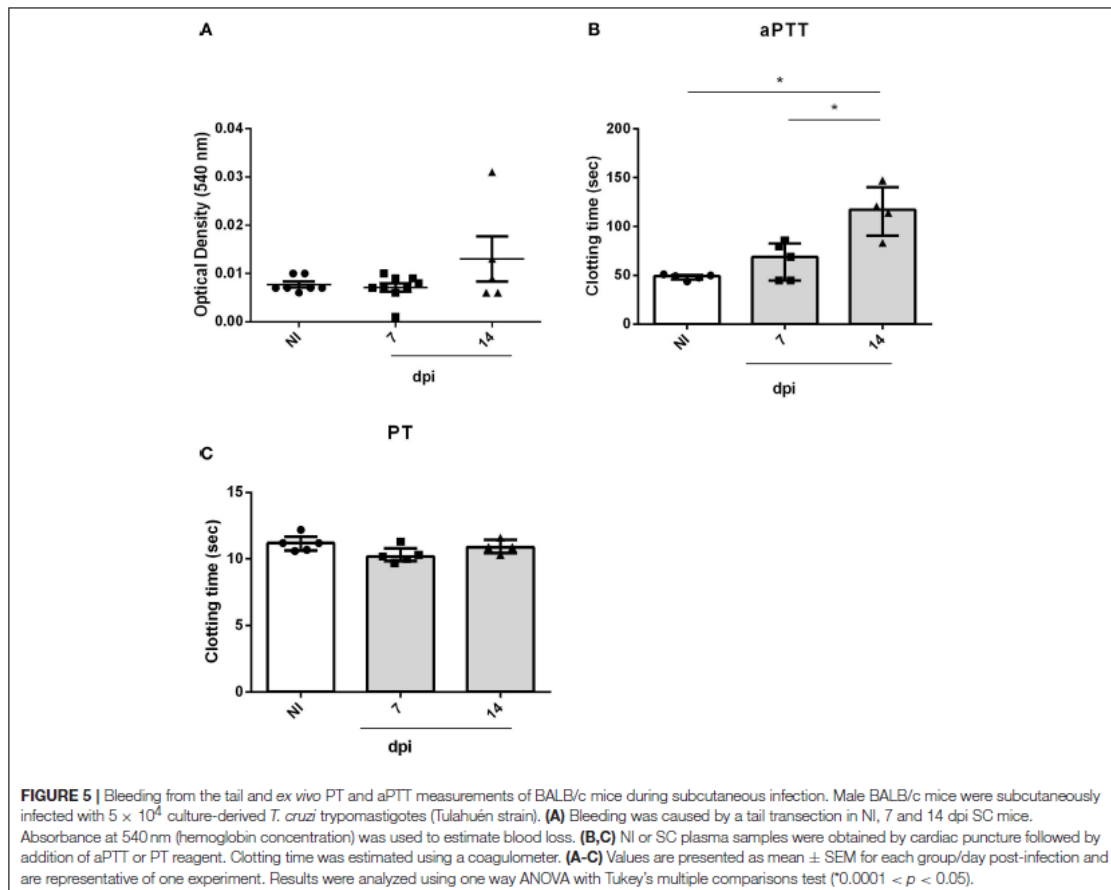 A
B
aPTT
*
*
0.04
0.03
0.02
0.01
0.00
Optical Density (540 nm)
NI
7
14
dpi
200
150
100
50
0
Clotting time (sec)
NI
7
14
dpi
PT
C
15
10
5
0
Clotting time (sec)
NI
7
14
dpi
FIGURE 5 | Bleeding from the tail and ex vivo PT and aPTT measurements of BALB/c mice during subcutaneous infection. Male BALB/c mice were subcutaneously
infected with 5 × 10⁴ culture-derived T. cruzi trypomastigotes (Tulahuén strain). (A) Bleeding was caused by a tail transection in NI, 7 and 14 dpi SC mice.
Absorbance at 540 nm (hemoglobin concentration) was used to estimate blood loss. (B,C) NI or SC plasma samples were obtained by cardiac puncture followed by
addition of aPTT or PT reagent. Clotting time was estimated using a coagulometer. (A-C) Values are presented as mean ± SEM for each group/day post-infection and
are representative of one experiment. Results were analyzed using one way ANOVA with Tukey's multiple comparisons test (*0.0001 < p < 0.05).